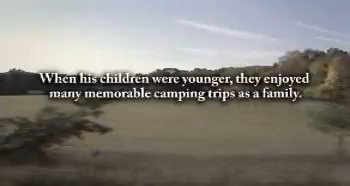 When his children were younger, they enjoyed
many memorable camping trips as a family.